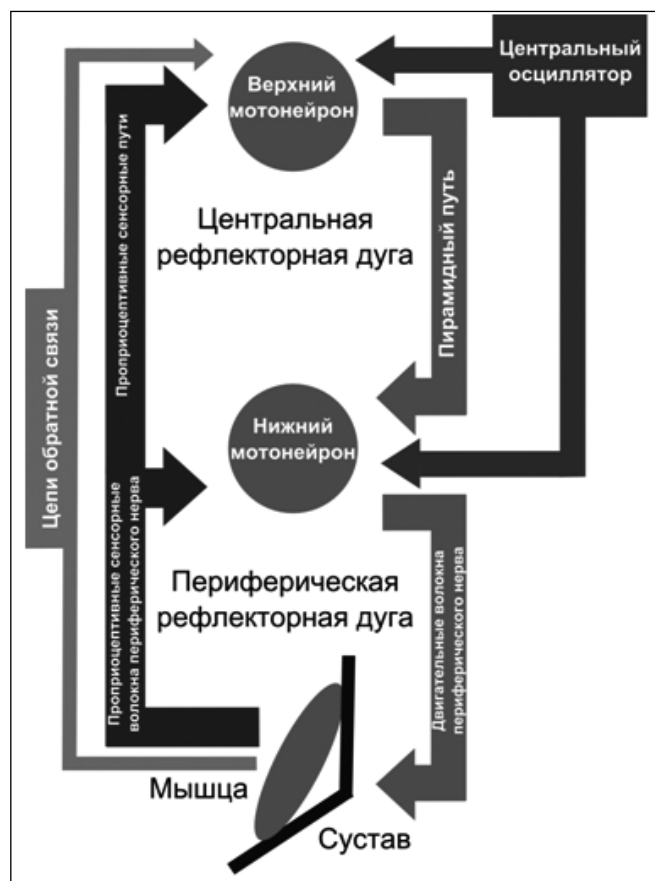 Центральный
осциллятор
Верхний
мотонейрон
Проприоцептивные сенсорные пути
Центральная
рефлекторная дуга
Пирамидный путь
Цепи обратной связи
Нижний
мотонейрон
Проприоцептивные сенсорные
волокна периферического нерва
Периферическая
рефлекторная дуга
Двигательные волокна
периферического нерва
Мышца
Сустав